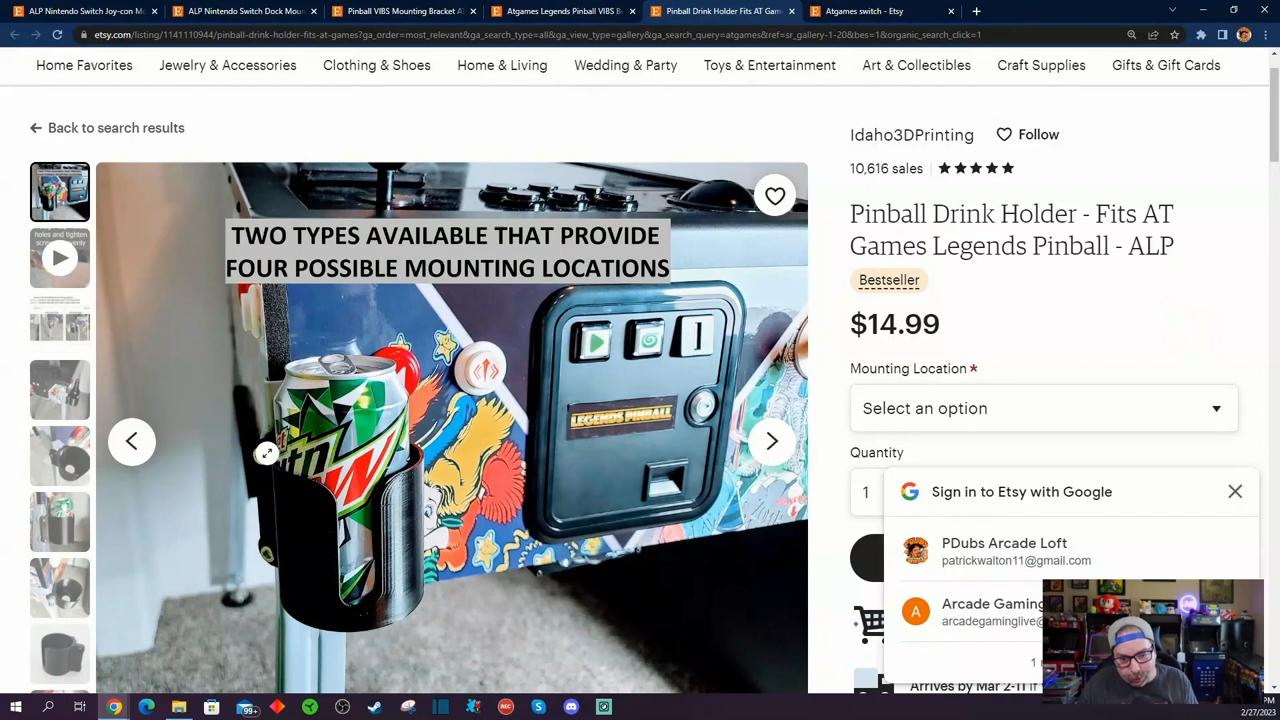 ALP Nintendo Switch Joy-con M
ALP Nintendo Switch Dock Moun
Pinball VIBS Mounting Bracket A
Atgames Legends Pinball VIBS B
Pinball Drink Holder Fits AT Gam
Atgames switch - Etsy
etsy.com/listing/1141110944/pinball-drink-holder-fits-at-games?ga_order=most_relevant&ga_search_type=all&ga_view_type=gallery&ga_search_query=atgames&ref=sr_gallery-1-20&bes=1&organic_search_click=1
Home Favorites
Jewelry & Accessories
Clothing & Shoes
Home & Living
Wedding & Party
Toys & Entertainment
Art & Collectibles
Craft Supplies
Gifts & Gift Cards
Back to search results
TWO TYPES AVAILABLE THAT PROVIDE
FOUR POSSIBLE MOUNTING LOCATIONS
LEGENDS PINBALL
Idaho3DPrinting
Follow
10,616 sales
Pinball Drink Holder - Fits AT
Games Legends Pinball - ALP
Bestseller
$14.99
Mounting Location *
Select an option
Quantity
1
Sign in to Etsy with Google
PDubs Arcade Loft
patrickwalton11@gmail.com
A
Arcade Gaming
arcadegaminglive@
1
Arrives by Mar 2-11 if
99+
REC
PM
2/27/2023